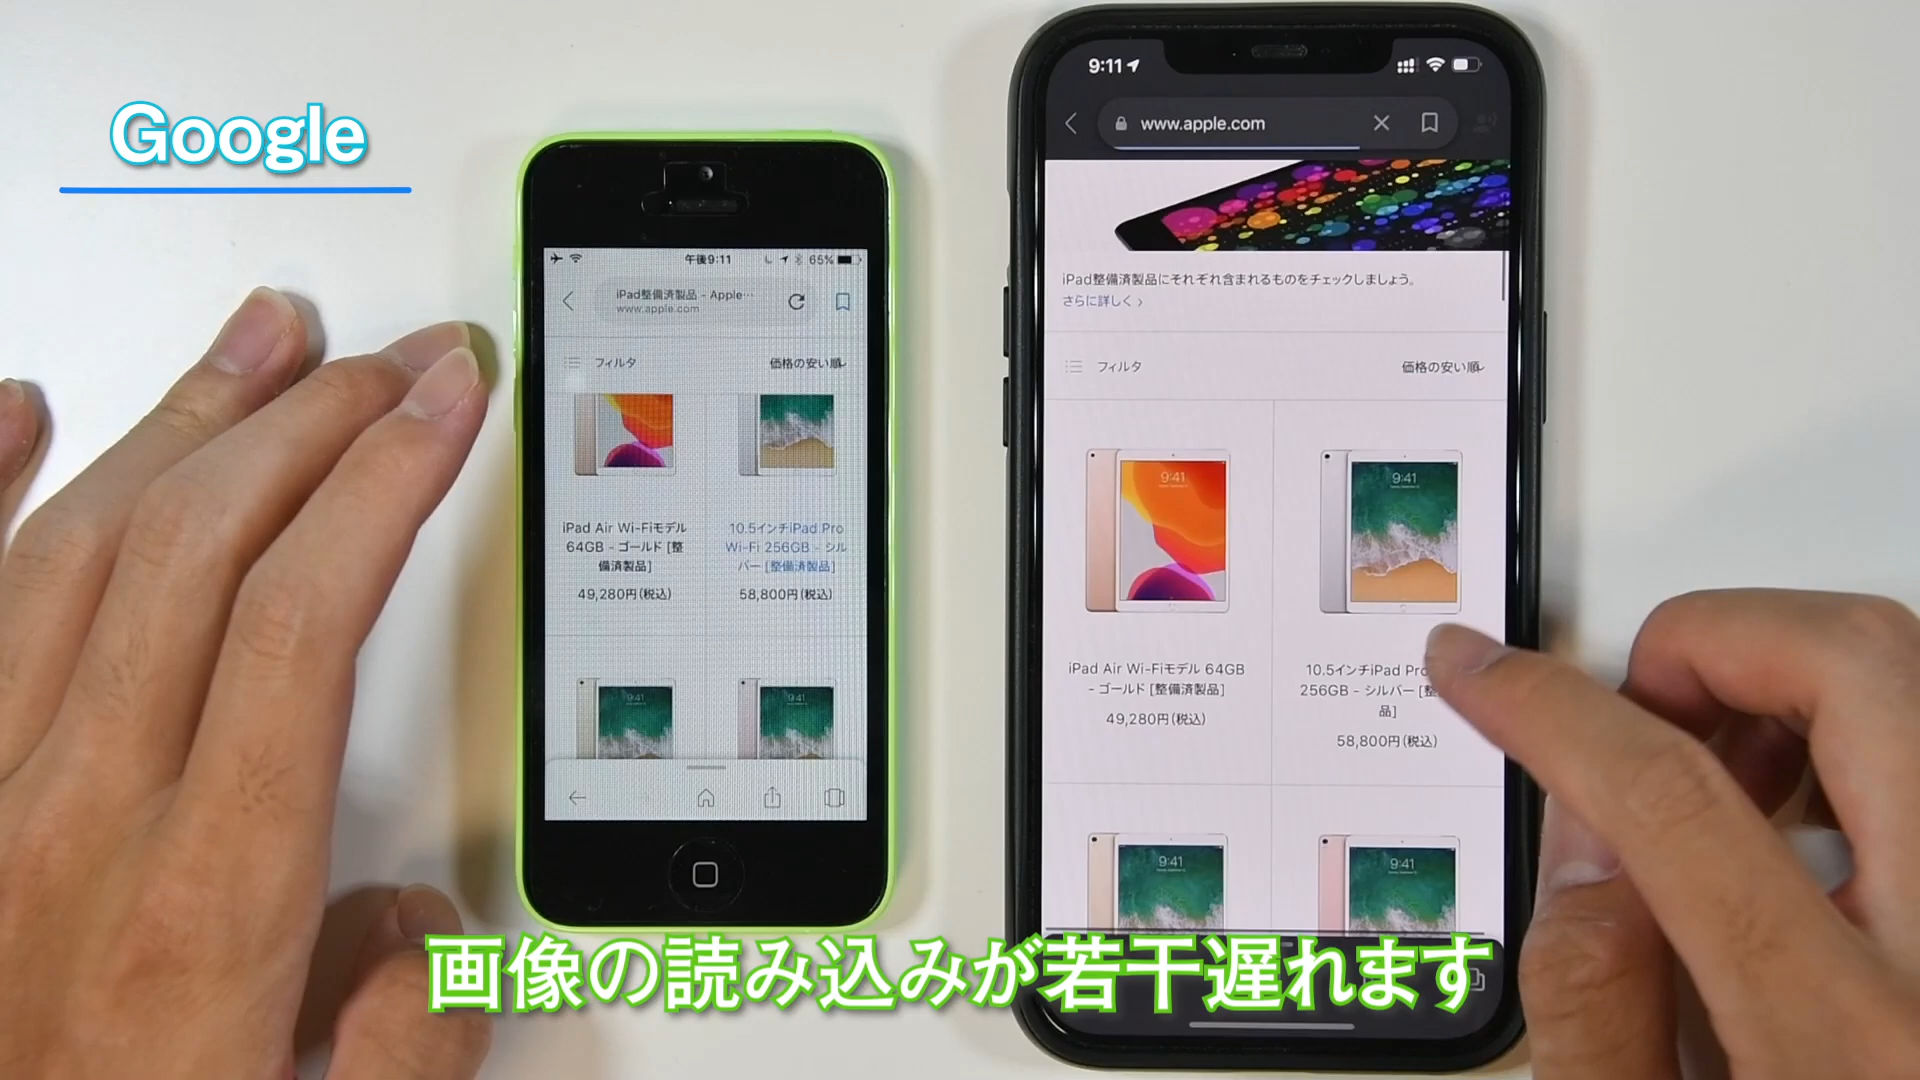 Google
午後9:11
65%
iPad整備済製品 - Apple…
www.apple.com
フィルタ
価格の安い順
iPad Air Wi-Fiモデル
64GB - ゴールド [整
備済製品]
49,280円(税込)
10.5インチiPad Pro
Wi-Fi 256GB - シル
バー [整備済製品]
58,800円(税込)
9:41
9:41
9:11
www.apple.com
iPad整備済製品にそれぞれ含まれるものをチェックしましょう。
さらに詳しく ›
フィルタ
価格の安い順
9:41
9:41
iPad Air Wi-Fiモデル 64GB
- ゴールド [整備済製品]
49,280円(税込)
10.5インチiPad Pro
256GB - シルバー [整
品]
58,800円(税込)
9:41
9:41
画像の読み込みが若干遅れます